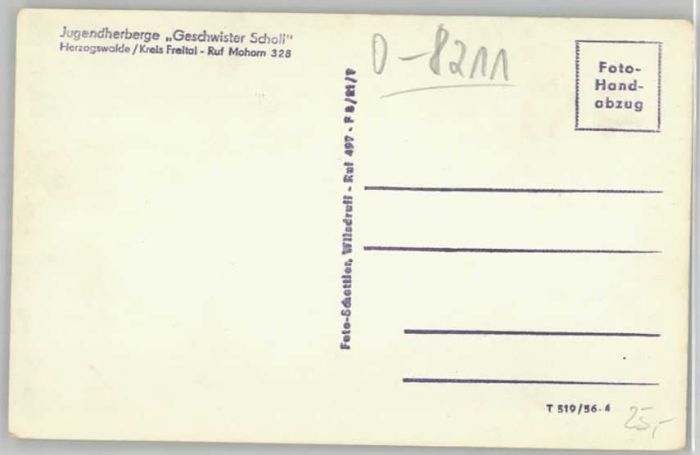 Jugendherberge „Geschwister Scholl"
Herzogswalde / Kreis Freital - Ruf Mohorn 328
D-8211
Foto-
Hand-
abzug
Foto-Schettler, Wilsdruff - Ruf 497 - F 8/21/9
T 519/56-4
25,-